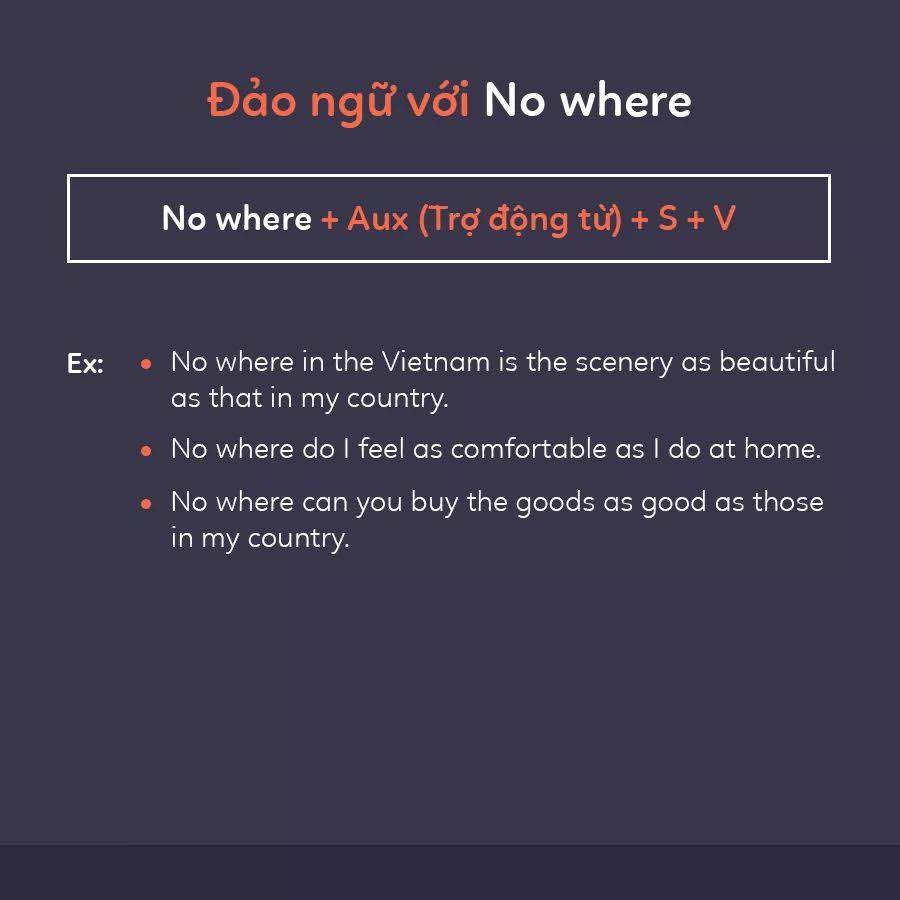 Đảo ngữ với No where
No where + Aux (Trợ động từ) + S + V
Ex: • No where in the Vietnam is the scenery as beautiful
as that in my country.
• No where do I feel as comfortable as I do at home.
• No where can you buy the goods as good as those
in my country.